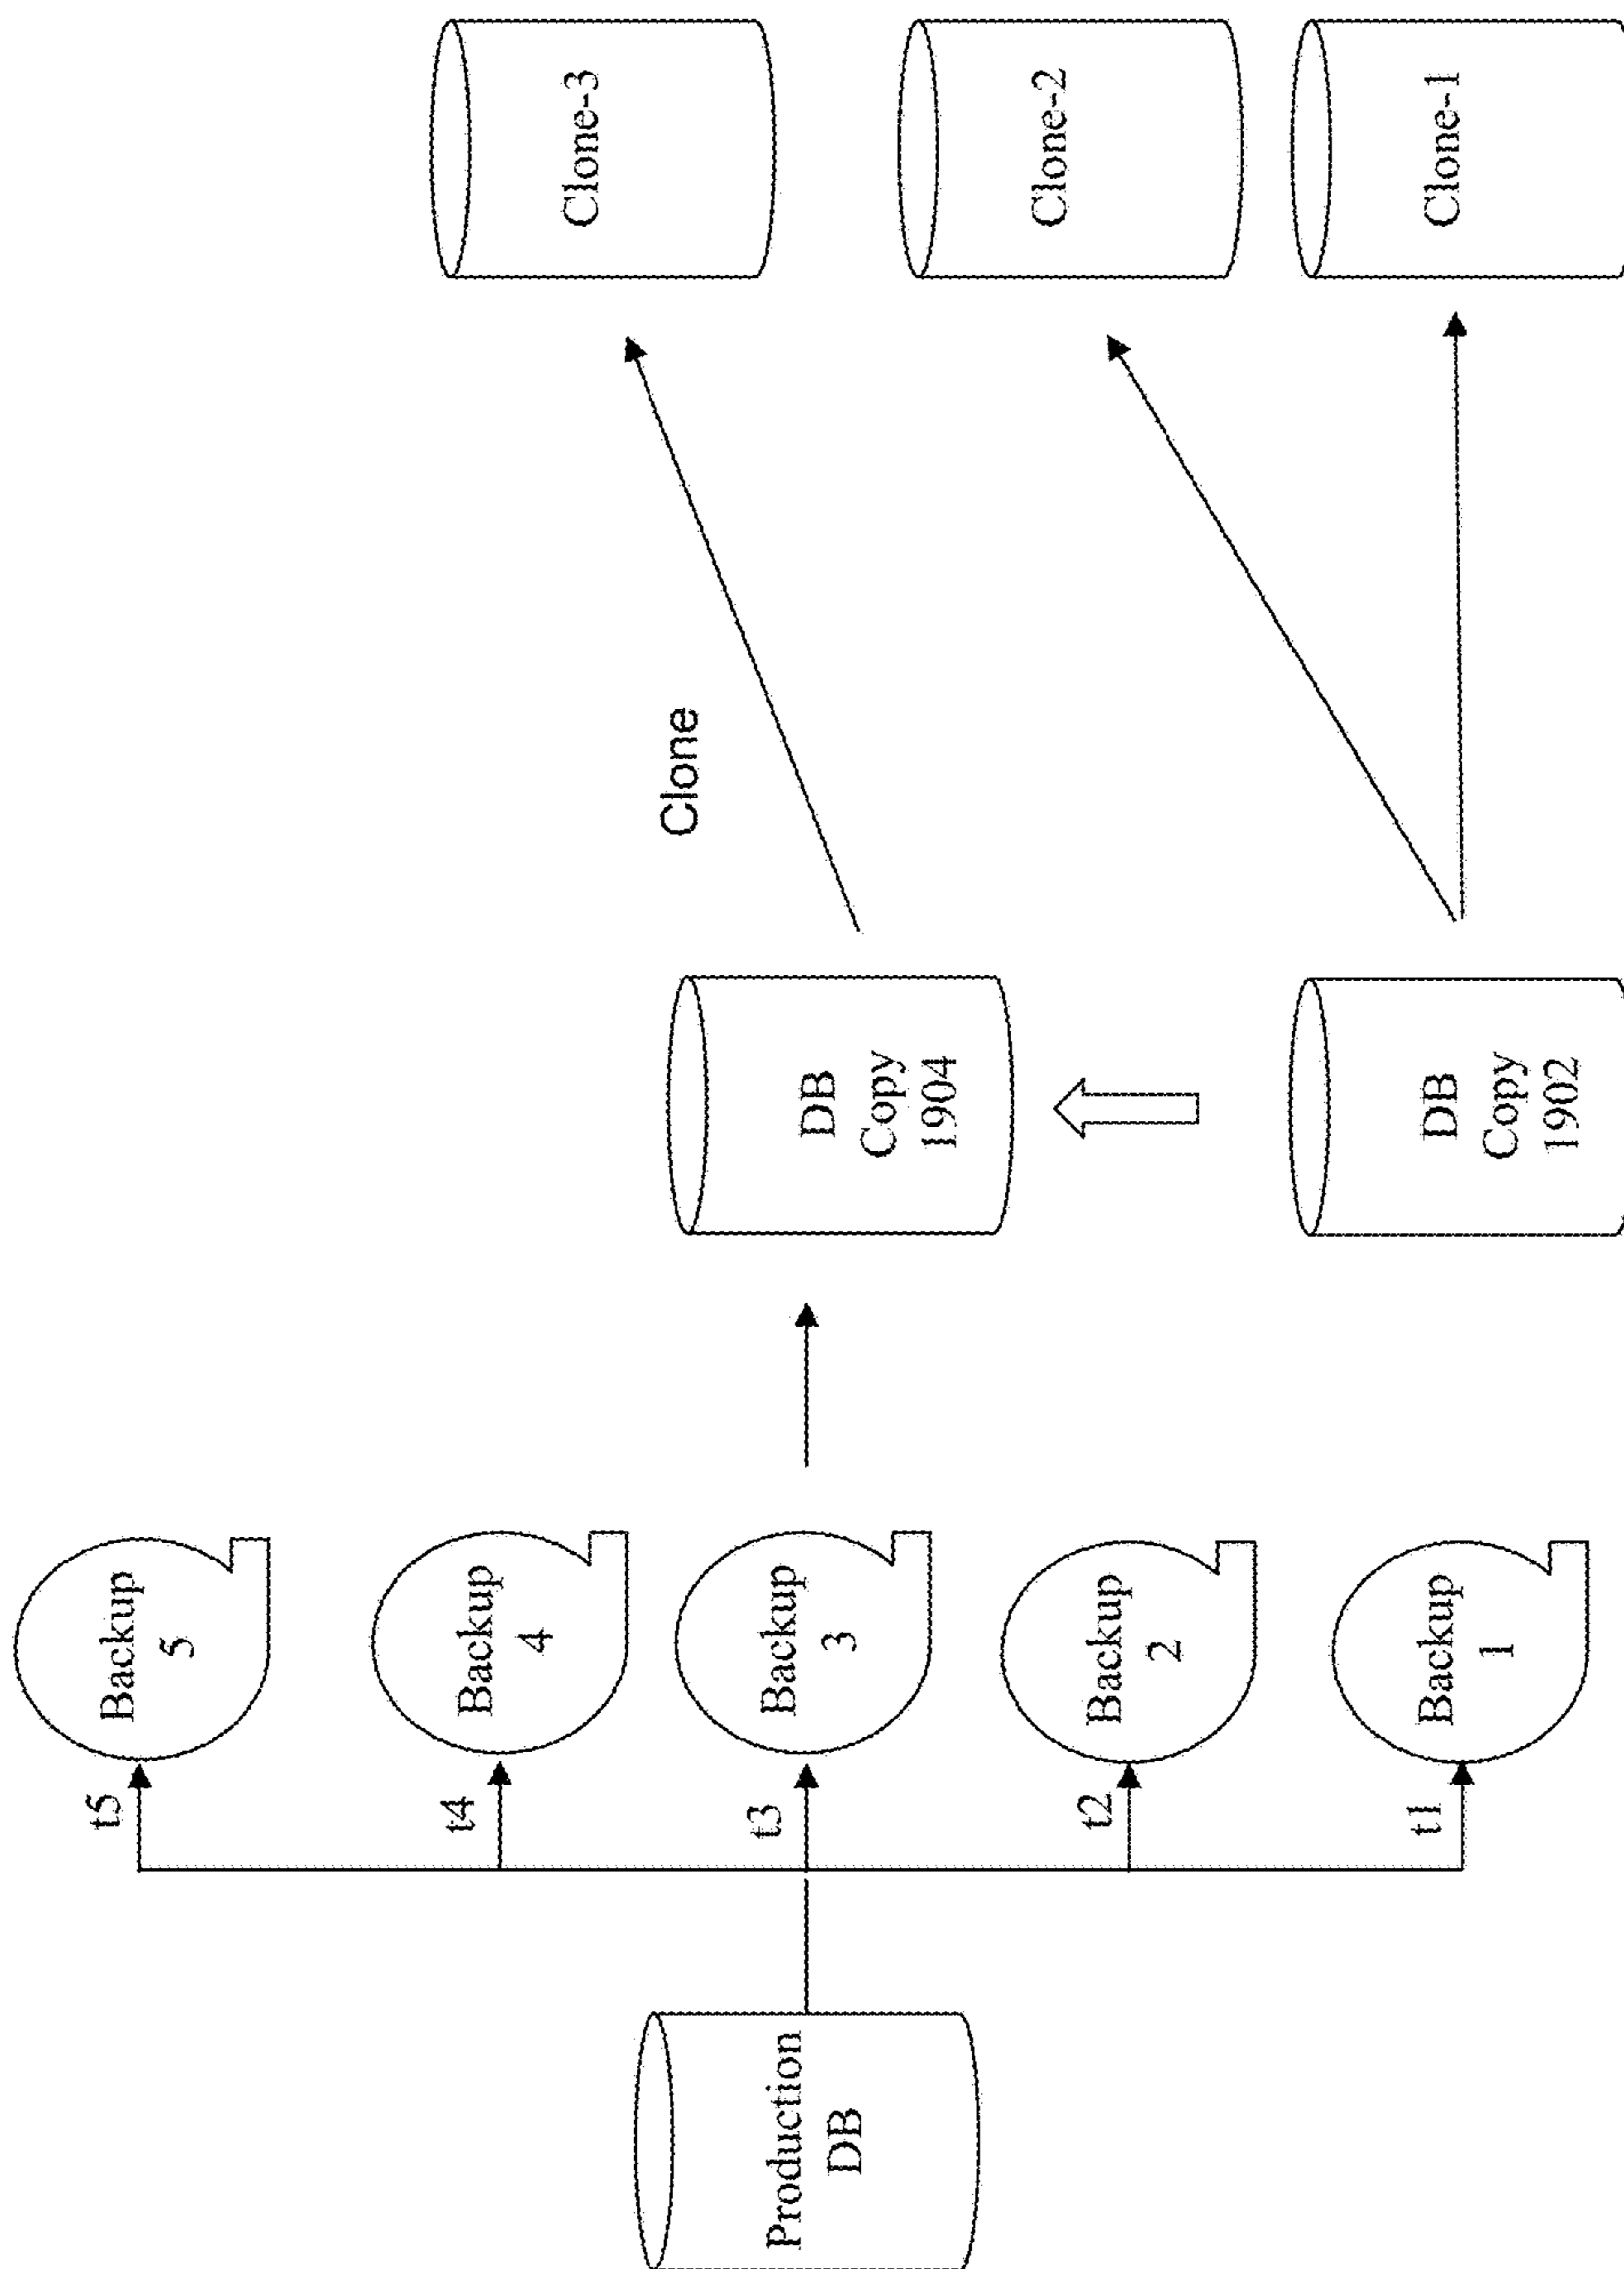 Production
DB
t5
t4
t3
t2
t1
Backup
5
Backup
4
Backup
3
Backup
2
Backup
1
DB
Copy
1904
DB
Copy
1902
Clone
Clone-3
Clone-2
Clone-1